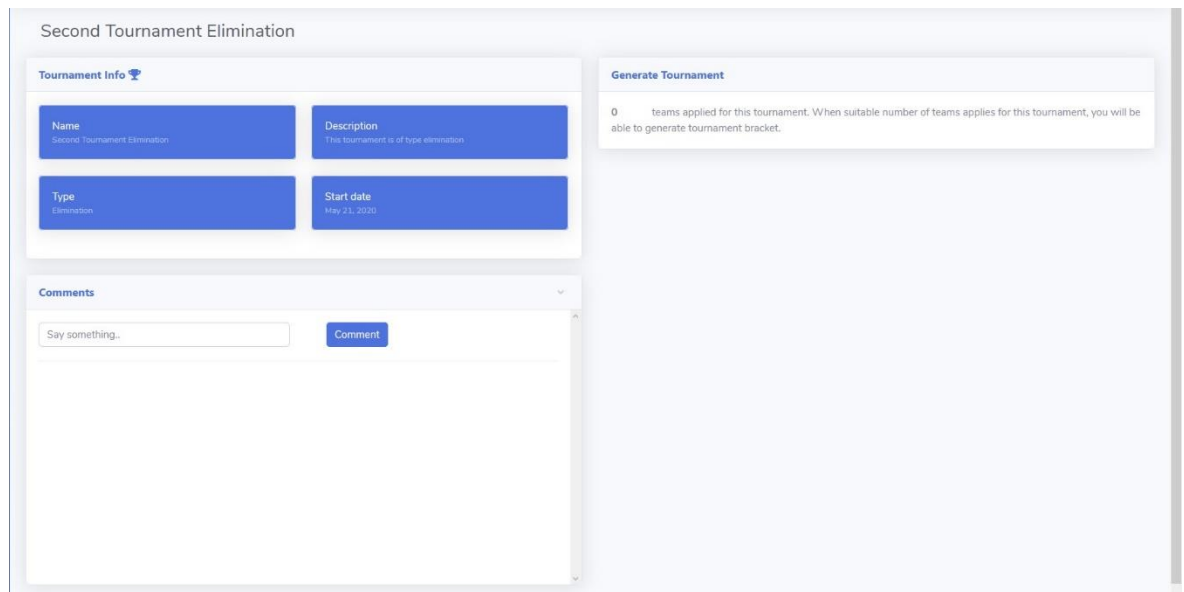 Second Tournament Elimination
Tournament Info
Name
Second Tournament Elimination
Description
This tournament is of type elimination
Type
Elimination
Start date
May 21, 2020
Comments
Say something..
Comment
Generate Tournament
0 teams applied for this tournament. When suitable number of teams applies for this tournament, you will be
able to generate tournament bracket.